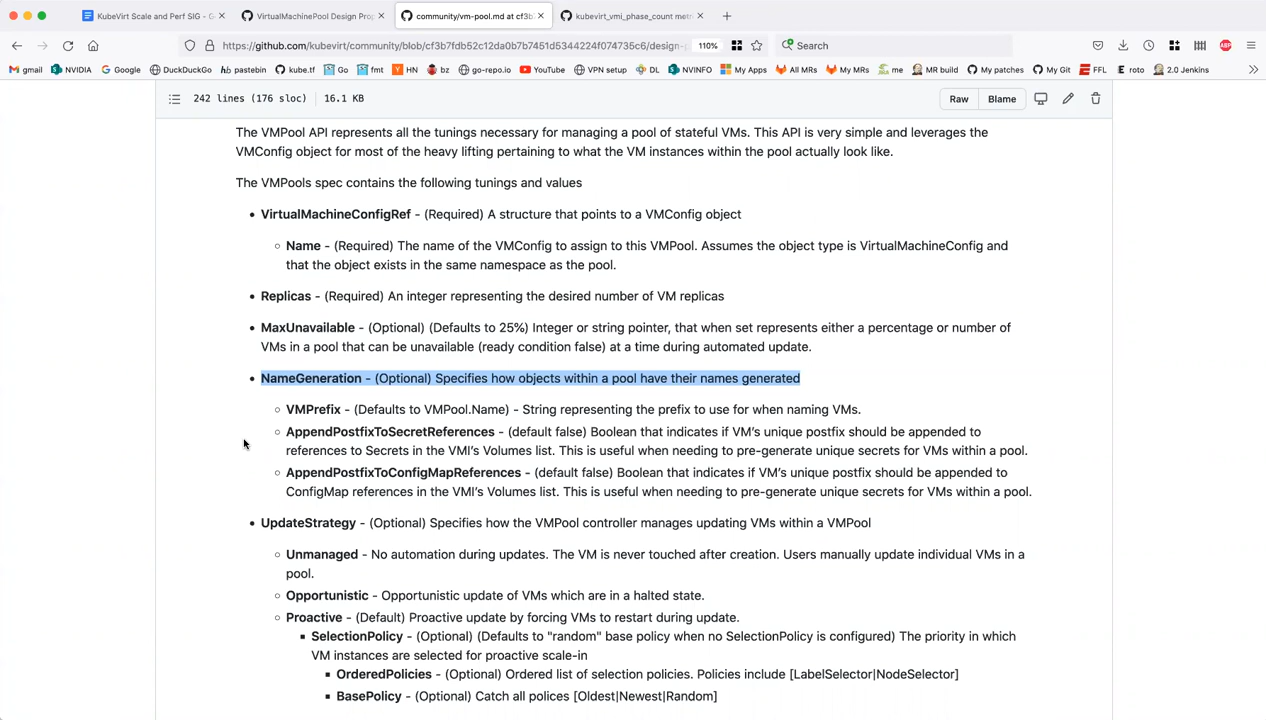 KubeVirt Scale and Perf SIG - G
VirtualMachinePool Design Prop
community/vm-pool.md at cf3b7
kubevirt_vmi_phase_count metr
https://github.com/kubevirt/community/blob/cf3b7fdb52c12da0b7b7451d5344224f074735c6/design-p
110%
Search
gmail
NVIDIA
Google
DuckDuckGo
hastebin
kube.tf
Go
fmt
HN
bz
go-repo.io
YouTube
VPN setup
DL
NVINFO
My Apps
All MRs
My MRs
me
MR build
My patches
My Git
FFL
roto
2.0 Jenkins
242 lines (176 sloc)
16.1 KB
Raw
Blame
The VMPool API represents all the tunings necessary for managing a pool of stateful VMs. This API is very simple and leverages the
VMConfig object for most of the heavy lifting pertaining to what the VM instances within the pool actually look like.
The VMPools spec contains the following tunings and values
• VirtualMachineConfigRef - (Required) A structure that points to a VMConfig object
◦ Name - (Required) The name of the VMConfig to assign to this VMPool. Assumes the object type is VirtualMachineConfig and
that the object exists in the same namespace as the pool.
• Replicas - (Required) An integer representing the desired number of VM replicas
• MaxUnavailable - (Optional) (Defaults to 25%) Integer or string pointer, that when set represents either a percentage or number of
VMs in a pool that can be unavailable (ready condition false) at a time during automated update.
• NameGeneration - (Optional) Specifies how objects within a pool have their names generated
◦ VMPrefix - (Defaults to VMPool.Name) - String representing the prefix to use for when naming VMs.
◦ AppendPostfixToSecretReferences - (default false) Boolean that indicates if VM's unique postfix should be appended to
references to Secrets in the VMI's Volumes list. This is useful when needing to pre-generate unique secrets for VMs within a pool.
◦ AppendPostfixToConfigMapReferences - (default false) Boolean that indicates if VM's unique postfix should be appended to
ConfigMap references in the VMI's Volumes list. This is useful when needing to pre-generate unique secrets for VMs within a pool.
• UpdateStrategy - (Optional) Specifies how the VMPool controller manages updating VMs within a VMPool
◦ Unmanaged - No automation during updates. The VM is never touched after creation. Users manually update individual VMs in a
pool.
◦ Opportunistic - Opportunistic update of VMs which are in a halted state.
◦ Proactive - (Default) Proactive update by forcing VMs to restart during update.
▪ SelectionPolicy - (Optional) (Defaults to "random" base policy when no SelectionPolicy is configured) The priority in which
VM instances are selected for proactive scale-in
▪ OrderedPolicies - (Optional) Ordered list of selection policies. Policies include [LabelSelector|NodeSelector]
▪ BasePolicy - (Optional) Catch all polices [Oldest|Newest|Random]